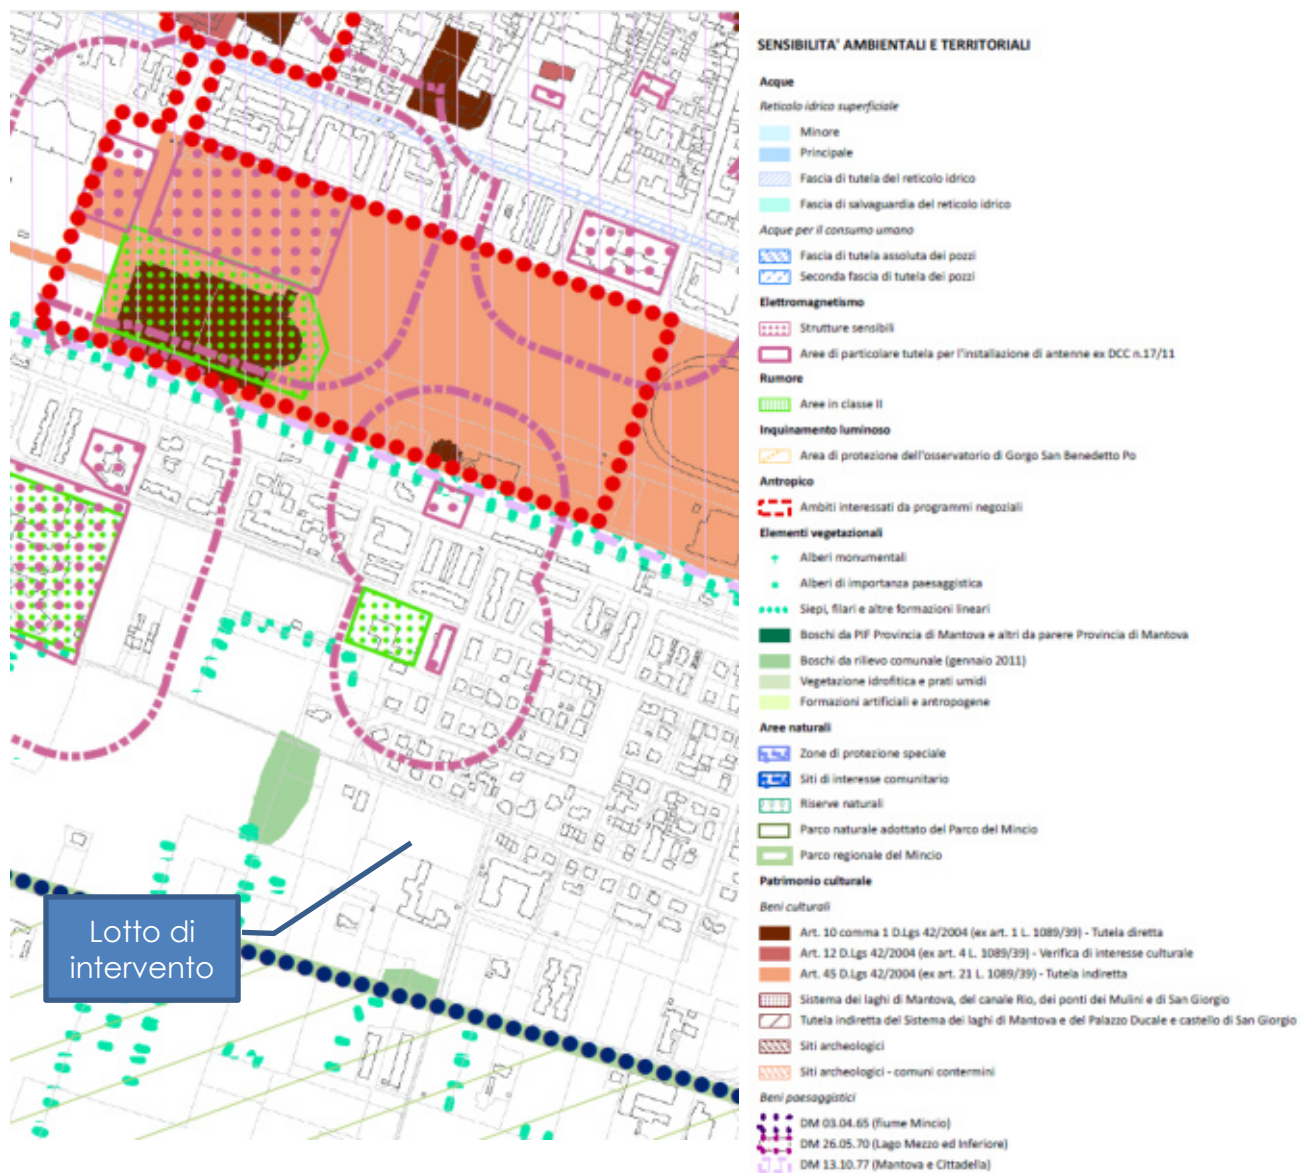 SENSIBILITA' AMBIENTALI E TERRITORIALI
Acque
Reticolo idrico superficiale
Minore
Principale
Fascia di tutela del reticolo idrico
Fascia di salvaguardia del reticolo idrico
Acque per il consumo umano
Fascia di tutela assoluta dei pozzi
Seconda fascia di tutela dei pozzi
Elettromagnetismo
Strutture sensibili
Aree di particolare tutela per l'installazione di antenne ex DCC n.17/11
Rumore
Aree in classe II
Inquinamento luminoso
Area di protezione dell'osservatorio di Gorgo San Benedetto Po
Antropico
Ambiti interessati da programmi negoziali
Elementi vegetazionali
Alberi monumentali
Alberi di importanza paesaggistica
Siepi, filari e altre formazioni lineari
Boschi da PIF Provincia di Mantova e altri da parere Provincia di Mantova
Boschi da rilievo comunale (gennaio 2011)
Vegetazione idrofitica e prati umidi
Formazioni artificiali e antropogene
Aree naturali
Zone di protezione speciale
Siti di interesse comunitario
Riserve naturali
Parco naturale adottato del Parco del Mincio
Parco regionale del Mincio
Patrimonio culturale
Beni culturali
Art. 10 comma 1 D.Lgs 42/2004 (ex art. 1 L. 1089/39) - Tutela diretta
Art. 12 D.Lgs 42/2004 (ex art. 4 L. 1089/39) - Verifica di interesse culturale
Art. 45 D.Lgs 42/2004 (ex art. 21 L. 1089/39) - Tutela indiretta
Sistema dei laghi di Mantova, del canale Rio, dei ponti dei Mulini e di San Giorgio
Tutela indiretta del Sistema dei laghi di Mantova e del Palazzo Ducale e castello di San Giorgio
Siti archeologici
Siti archeologici - comuni contermini
Beni paesaggistici
DM 03.04.65 (fiume Mincio)
DM 26.05.70 (Lago Mezzo ed Inferiore)
DM 13.10.77 (Mantova e Cittadella)
Lotto di
intervento